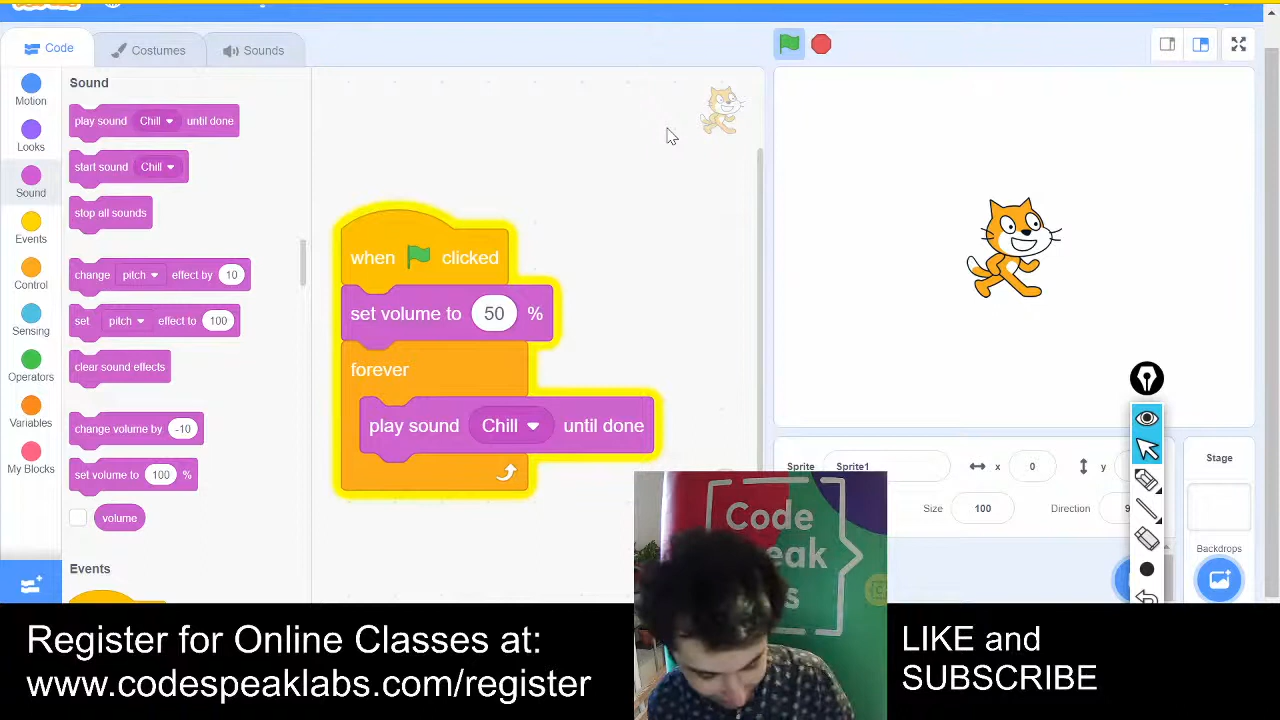 Code
Costumes
Sounds
Motion
Looks
Sound
Events
Control
Sensing
Operators
Variables
My Blocks
Sound
play sound Chill until done
start sound Chill
stop all sounds
change pitch effect by 10
set pitch effect to 100
clear sound effects
change volume by -10
set volume to 100 %
volume
Events
when clicked
set volume to 50 %
forever
play sound Chill until done
Sprite Sprite1 x 0 y
Size 100 Direction
Stage
Backdrops
Code
Register for Online Classes at:
www.codespeaklabs.com/register
LIKE and
SUBSCRIBE